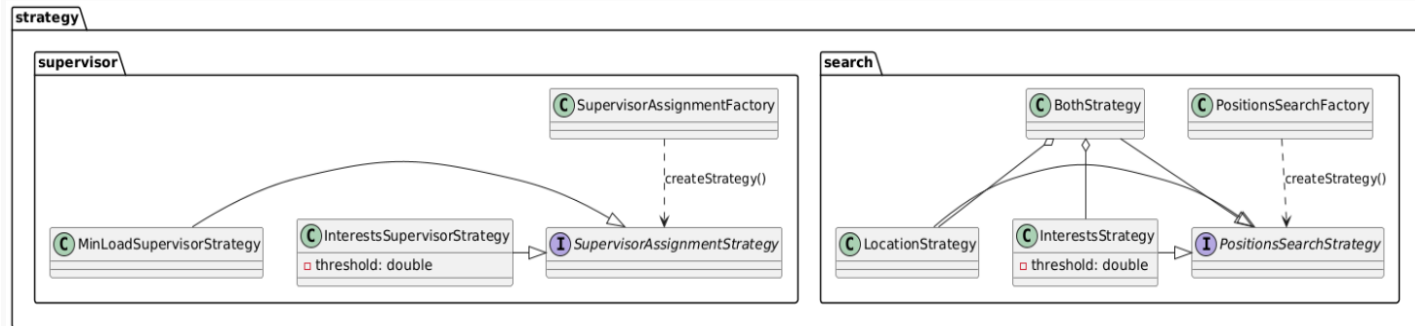 strategy
supervisor
C SupervisorAssignmentFactory
createStrategy()
C MinLoadSupervisorStrategy
C InterestsSupervisorStrategy
threshold: double
I SupervisorAssignmentStrategy
search
C BothStrategy
C PositionsSearchFactory
createStrategy()
C LocationStrategy
C InterestsStrategy
threshold: double
I PositionsSearchStrategy